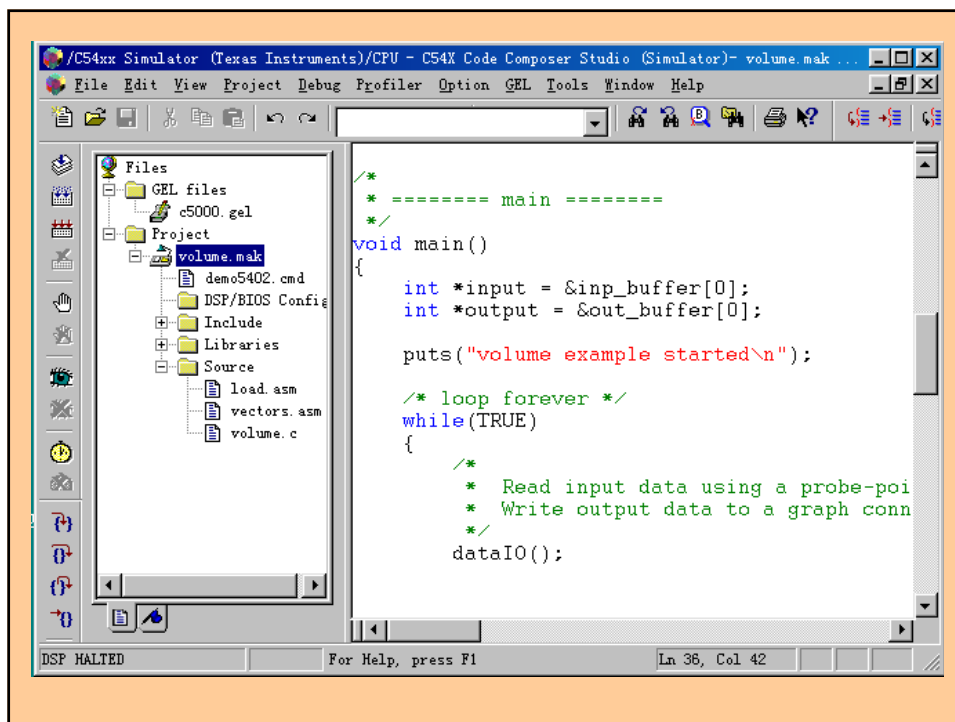 /C54xx Simulator (Texas Instruments)/CPU - C54X Code Composer Studio (Simulator)- volume.mak ...
File Edit View Project Debug Profiler Option GEL Tools Window Help
Files
GEL files
c5000.gel
Project
volume.mak
demo5402.cmd
DSP/BIOS Config
Include
Libraries
Source
load.asm
vectors.asm
volume.c
/*
* ======== main ========
*/
void main()
{
int *input = &inp_buffer[0];
int *output = &out_buffer[0];
puts("volume example started\n");
/* loop forever */
while(TRUE)
{
/*
* Read input data using a probe-poi
* Write output data to a graph conn
*/
dataIO();
DSP HALTED
For Help, press F1
Ln 36, Col 42